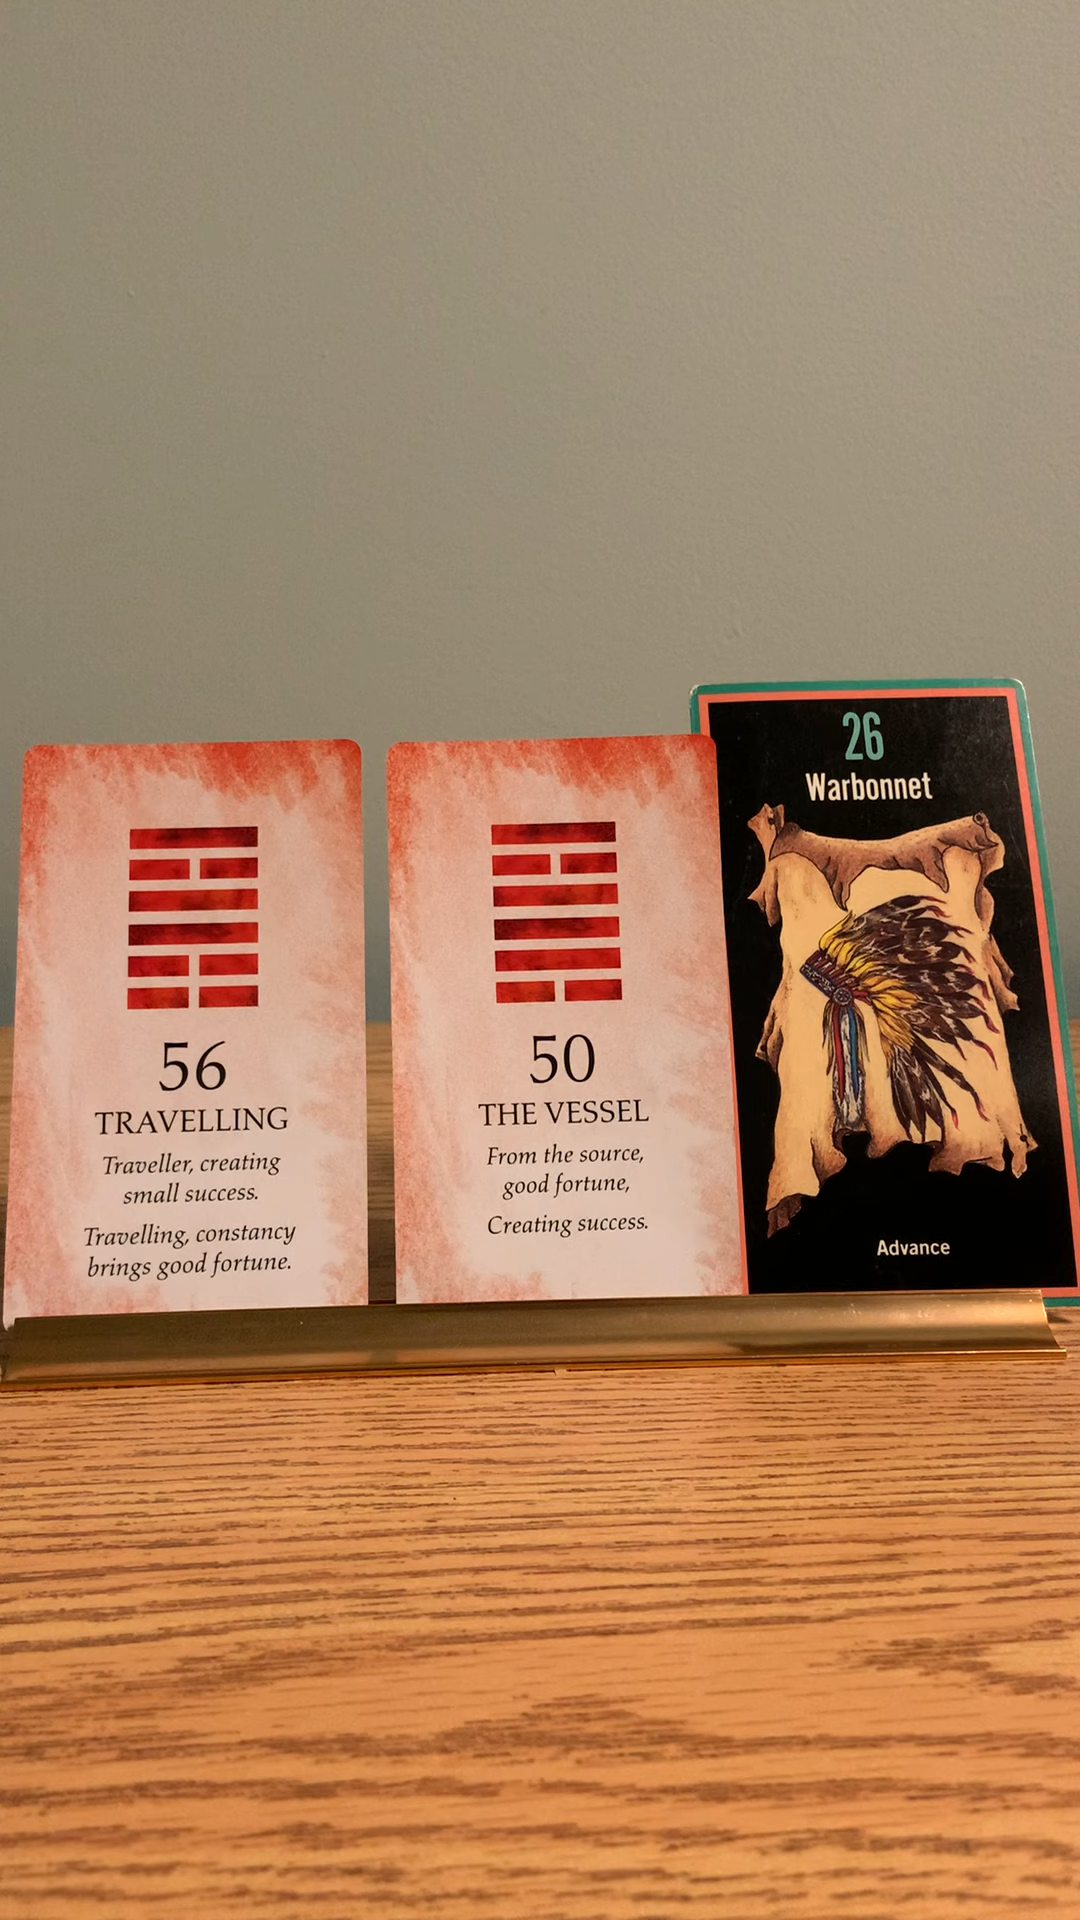 56
TRAVELLING
Traveller, creating
small success.
Travelling, constancy
brings good fortune.
50
THE VESSEL
From the source,
good fortune,
Creating success.
26
Warbonnet
Advance